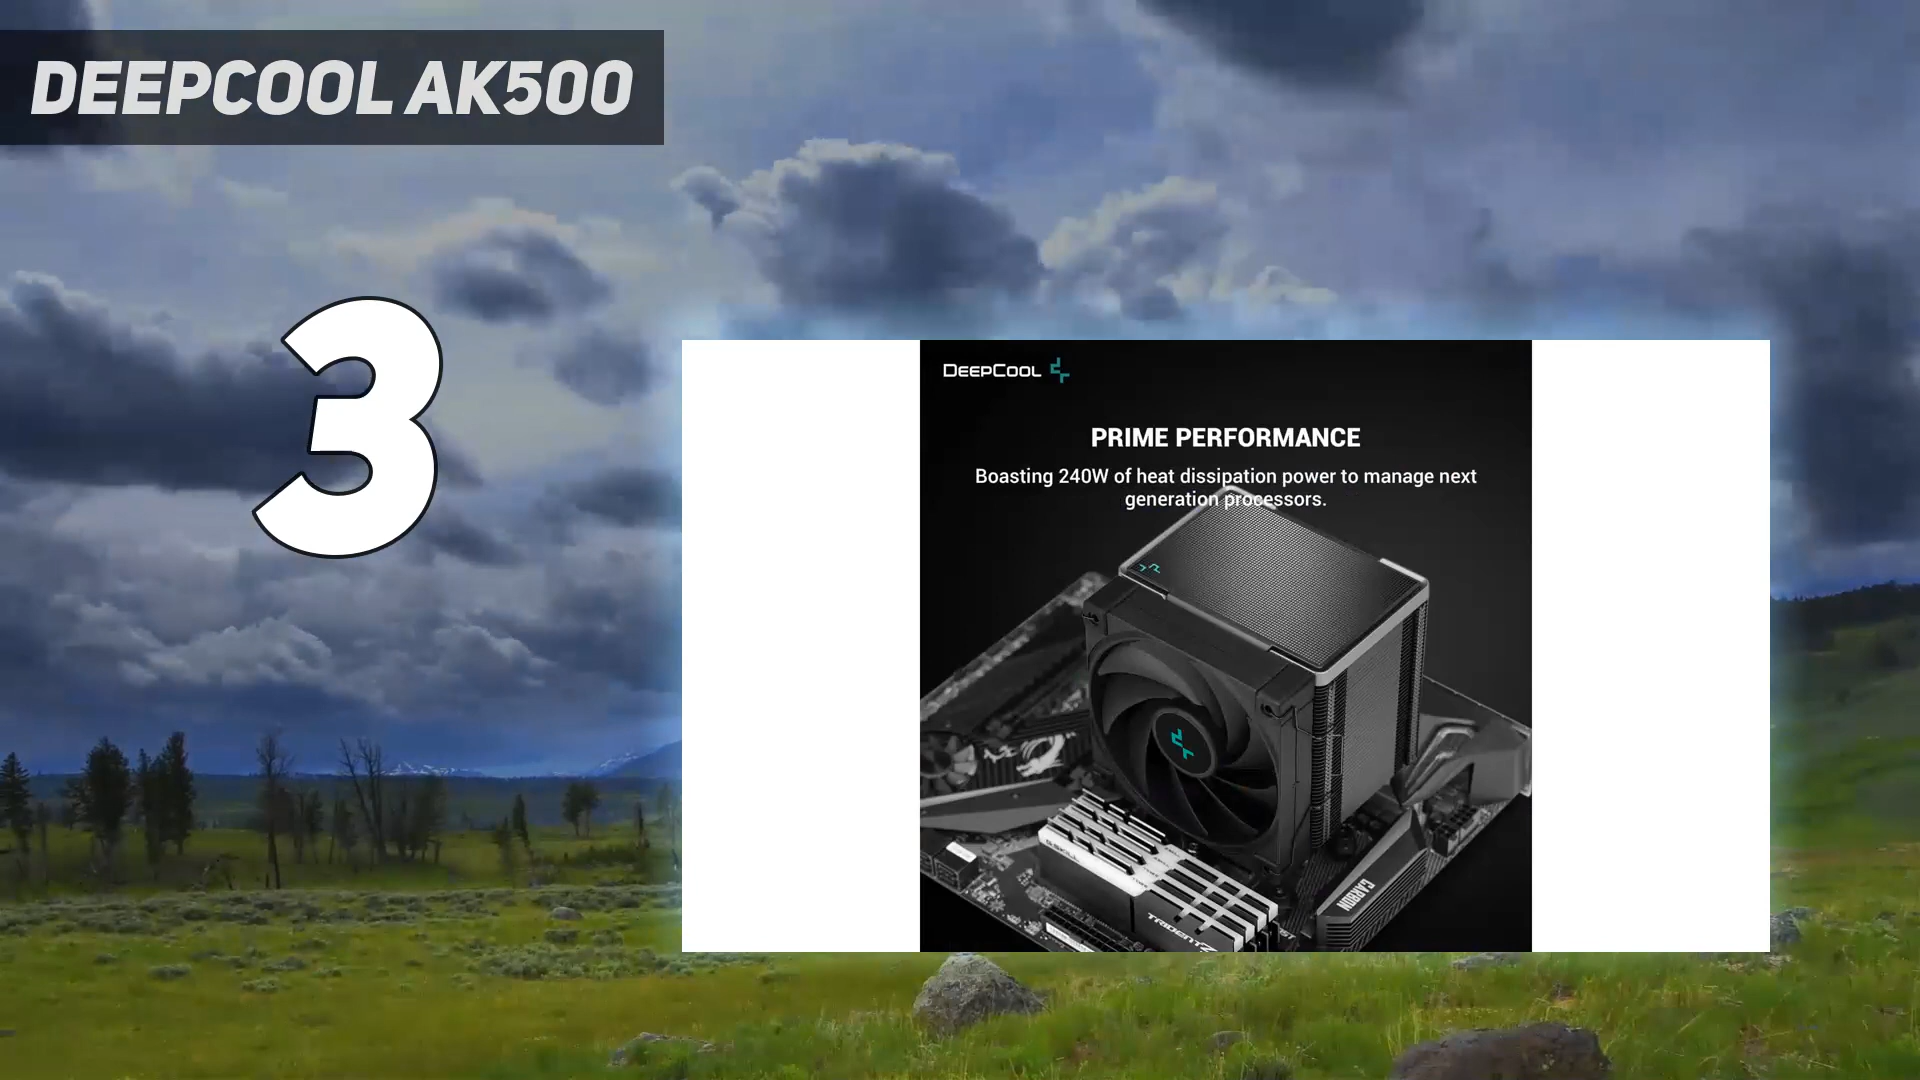 DEEPCOOL AK500
3
DEEPCOOL
PRIME PERFORMANCE
Boasting 240W of heat dissipation power to manage next
generation processors.
G.SKILL
CARBON
TRIDENT Z